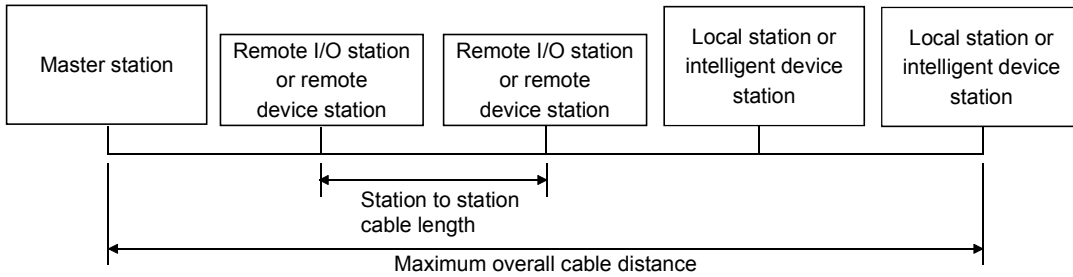 Master station
Remote I/O station
or remote
device station
Remote I/O station
or remote
device station
Local station or
intelligent device
station
Local station or
intelligent device
station
Station to station
cable length
Maximum overall cable distance